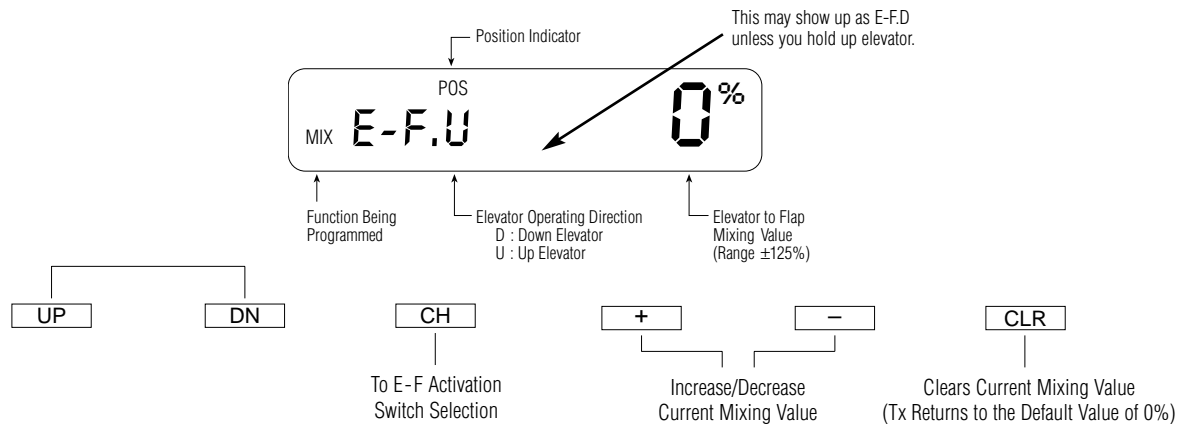 This may show up as E-F.D
unless you hold up elevator.
Position Indicator
POS
MIX E-F.U 0%
Function Being
Programmed
Elevator Operating Direction
D : Down Elevator
U : Up Elevator
Elevator to Flap
Mixing Value
(Range ±125%)
UP DN CH + – CLR
To E-F Activation
Switch Selection
Increase/Decrease
Current Mixing Value
Clears Current Mixing Value
(Tx Returns to the Default Value of 0%)